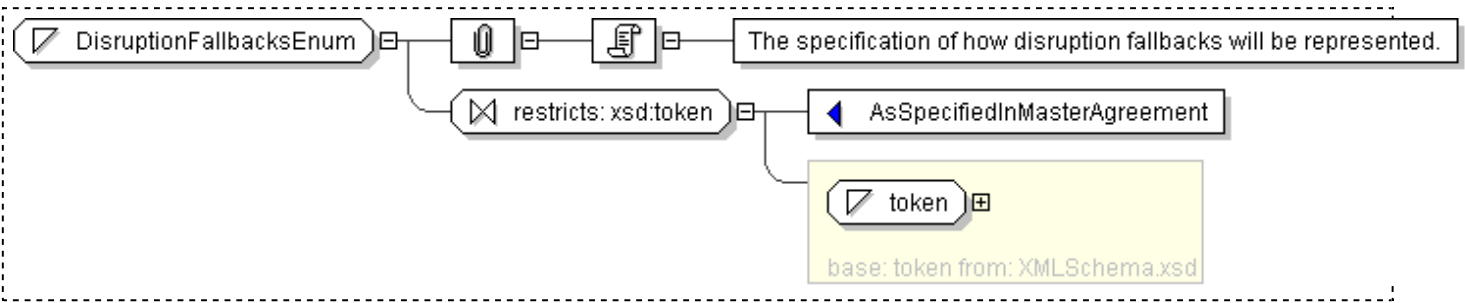 DisruptionFallbacksEnum
The specification of how disruption fallbacks will be represented.
restricts: xsd:token
AsSpecifiedInMasterAgreement
token
base: token from: XMLSchema.xsd